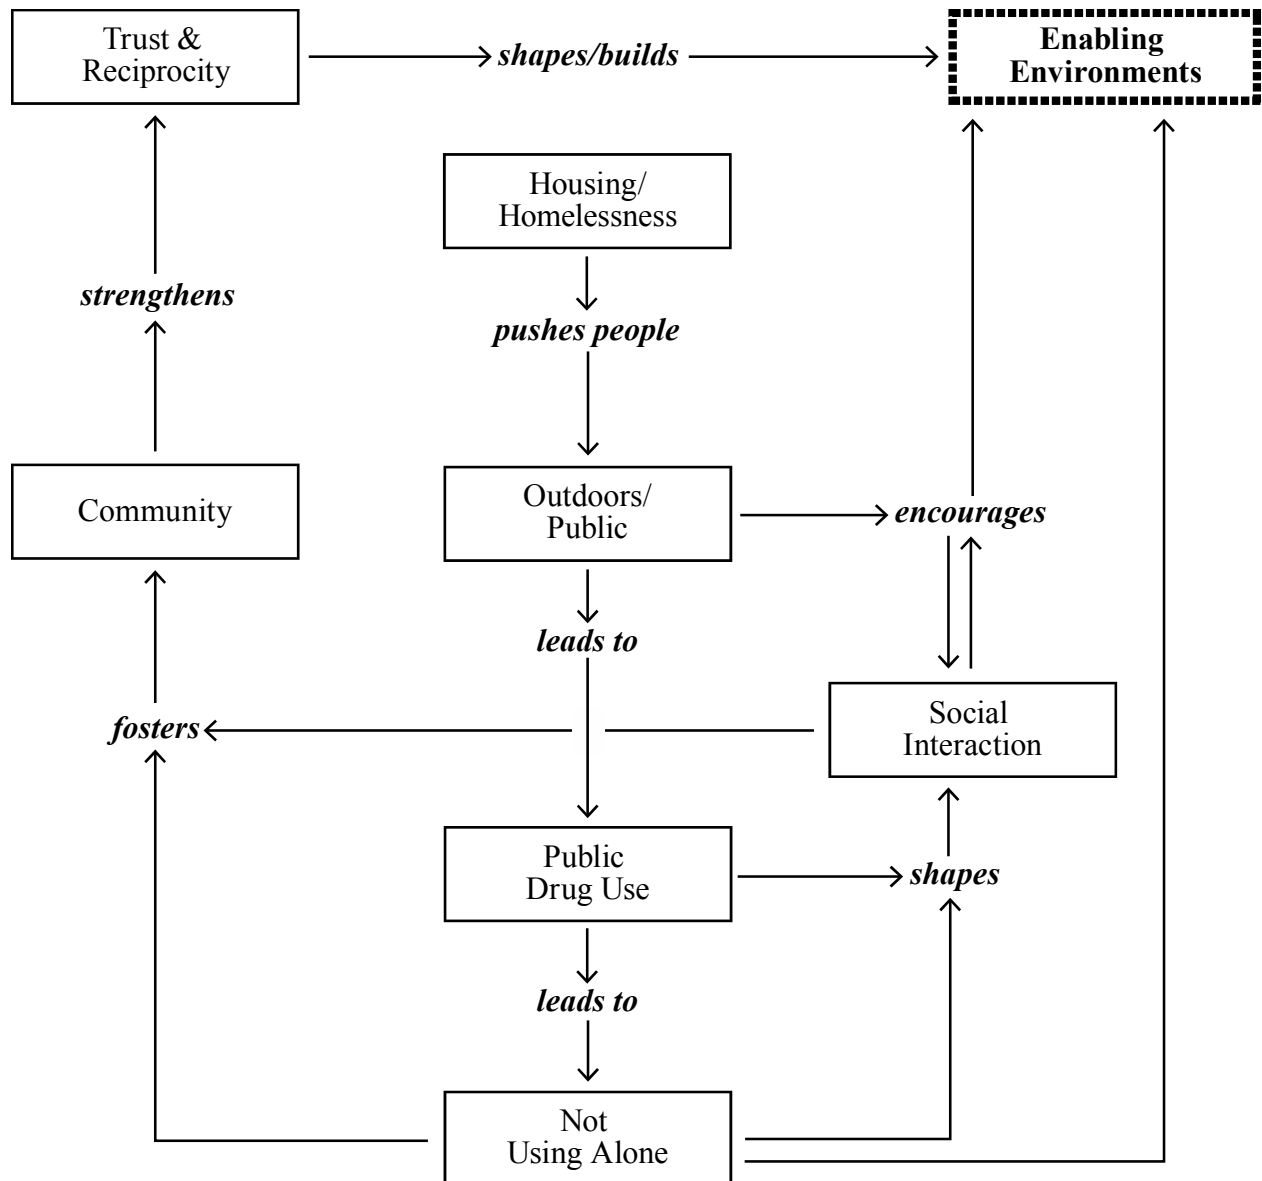 Trust &
Reciprocity
shapes/builds
Enabling
Environments
Housing/
Homelessness
strengthens
pushes people
Community
Outdoors/
Public
encourages
leads to
fosters
Social
Interaction
Public
Drug Use
shapes
leads to
Not
Using Alone